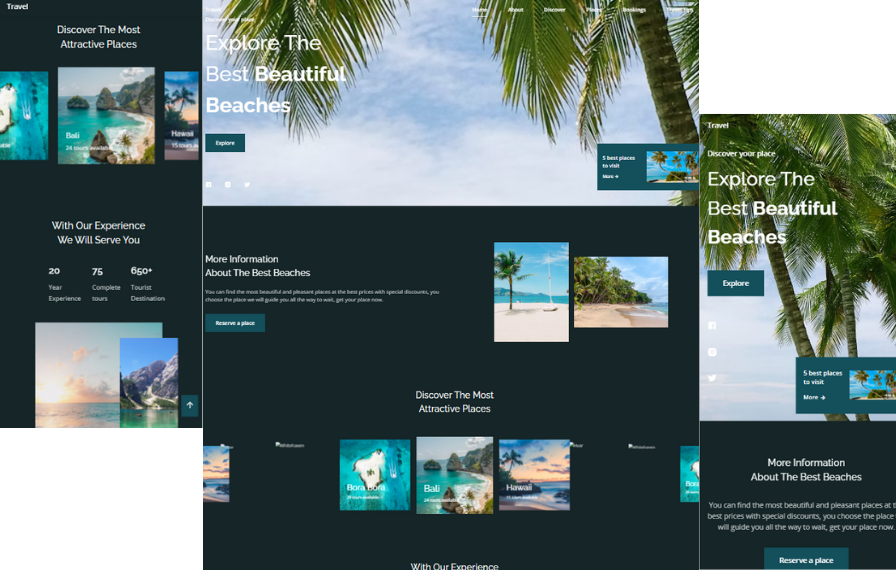 Travel
Discover The Most
Attractive Places
Bali
24 tours available
Hawaii
15 tours
With Our Experience
We Will Serve You
20
75
650+
Year
Experience
Complete
tours
Tourist
Destination
Home
About
Discover
Places
Bookings
Discover your place
Explore The
Best Beautiful
Beaches
Explore
5 best places
to visit
More →
More Information
About The Best Beaches
You can find the most beautiful and pleasant places at the best prices with special discounts, you
choose the place we will guide you all the way to wait, get your place now.
Reserve a place
Discover The Most
Attractive Places
Whitehaven
Bora Bora
Bali
24 tours available
Hawaii
15 tours available
Whitehaven
Bora
With Our Experience
Travel
Discover your place
Explore The
Best Beautiful
Beaches
Explore
5 best places
to visit
More →
More Information
About The Best Beaches
You can find the most beautiful and pleasant places at
best prices with special discounts, you choose the place
will guide you all the way to wait, get your place now.
Reserve a place